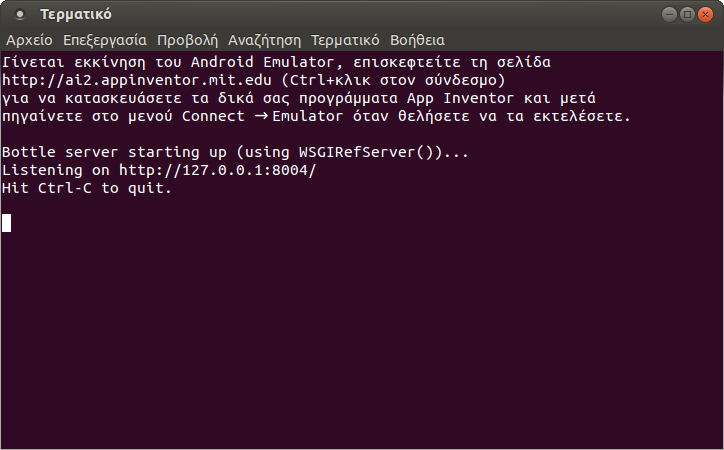 Τερματικό
Αρχείο Επεξεργασία Προβολή Αναζήτηση Τερματικό Βοήθεια
Γίνεται εκκίνηση του Android Emulator, επισκεφτείτε τη σελίδα
http://ai2.appinventor.mit.edu (Ctrl+κλικ στον σύνδεσμο)
για να κατασκευάσετε τα δικά σας προγράμματα App Inventor και μετά
πηγαίνετε στο μενού Connect →Emulator όταν θελήσετε να τα εκτελέσετε.
Bottle server starting up (using WSGIRefServer())...
Listening on http://127.0.0.1:8004/
Hit Ctrl-C to quit.